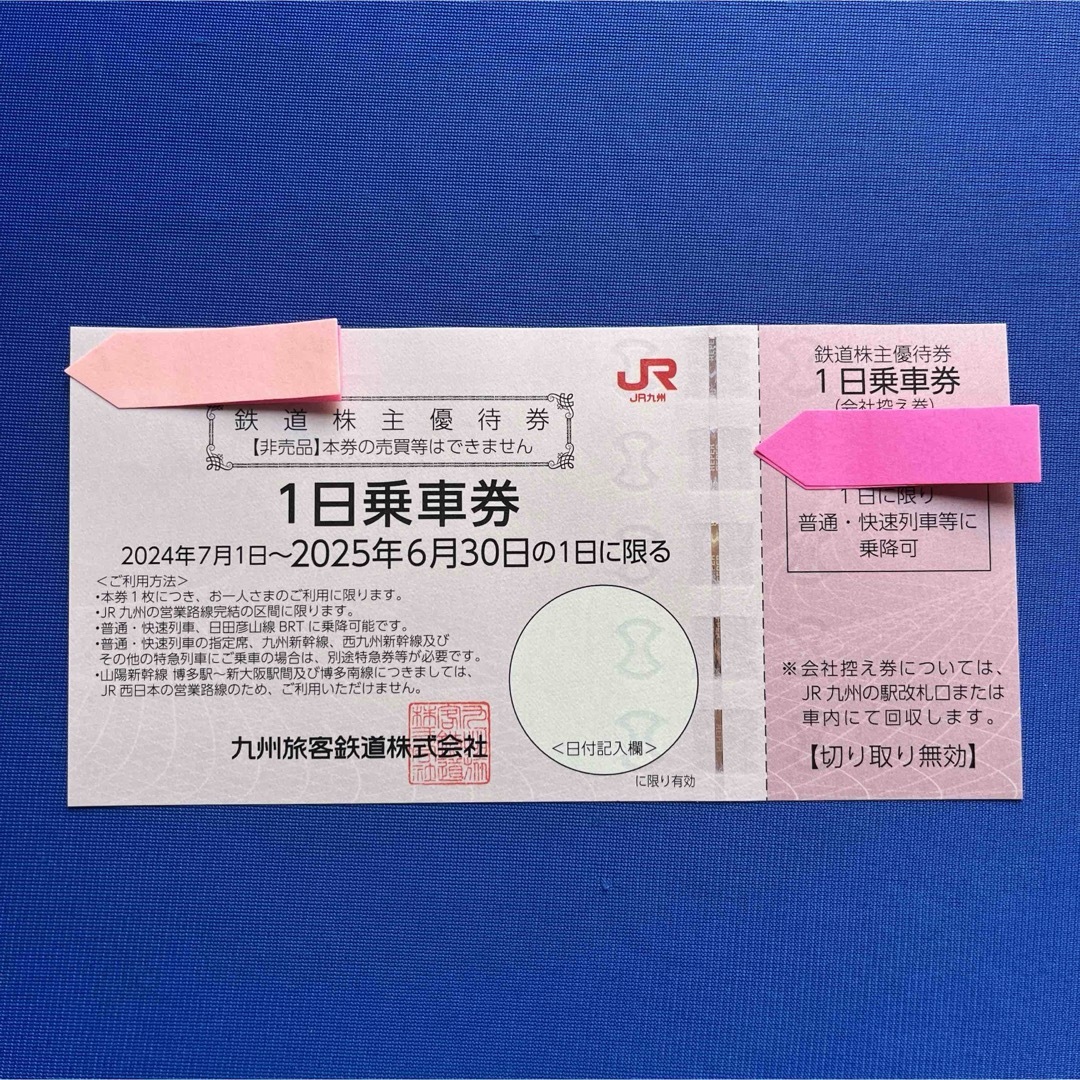 JR
JR九州
鉄道株主優待券
【非売品】本券の売買等はできません
1日乗車券
2024年7月1日〜2025年6月30日の1日に限る
＜ご利用方法＞
・本券1枚につき、お一人さまのご利用に限ります。
・JR九州の営業路線完結の区間に限ります。
・普通・快速列車、日田彦山線BRTに乗降可能です。
・普通・快速列車の指定席、九州新幹線、西九州新幹線及び
その他の特急列車にご乗車の場合は、別途特急券等が必要です。
・山陽新幹線 博多駅〜新大阪駅間及び博多南線につきましては、
JR西日本の営業路線のため、ご利用いただけません。
九州旅客鉄道株式会社
＜日付記入欄＞
に限り有効
鉄道株主優待券
1日乗車券
(会社控え券)
1日に限り
普通・快速列車等に
乗降可
※会社控え券については、
JR九州の駅改札口または
車内にて回収します。
【切り取り無効】